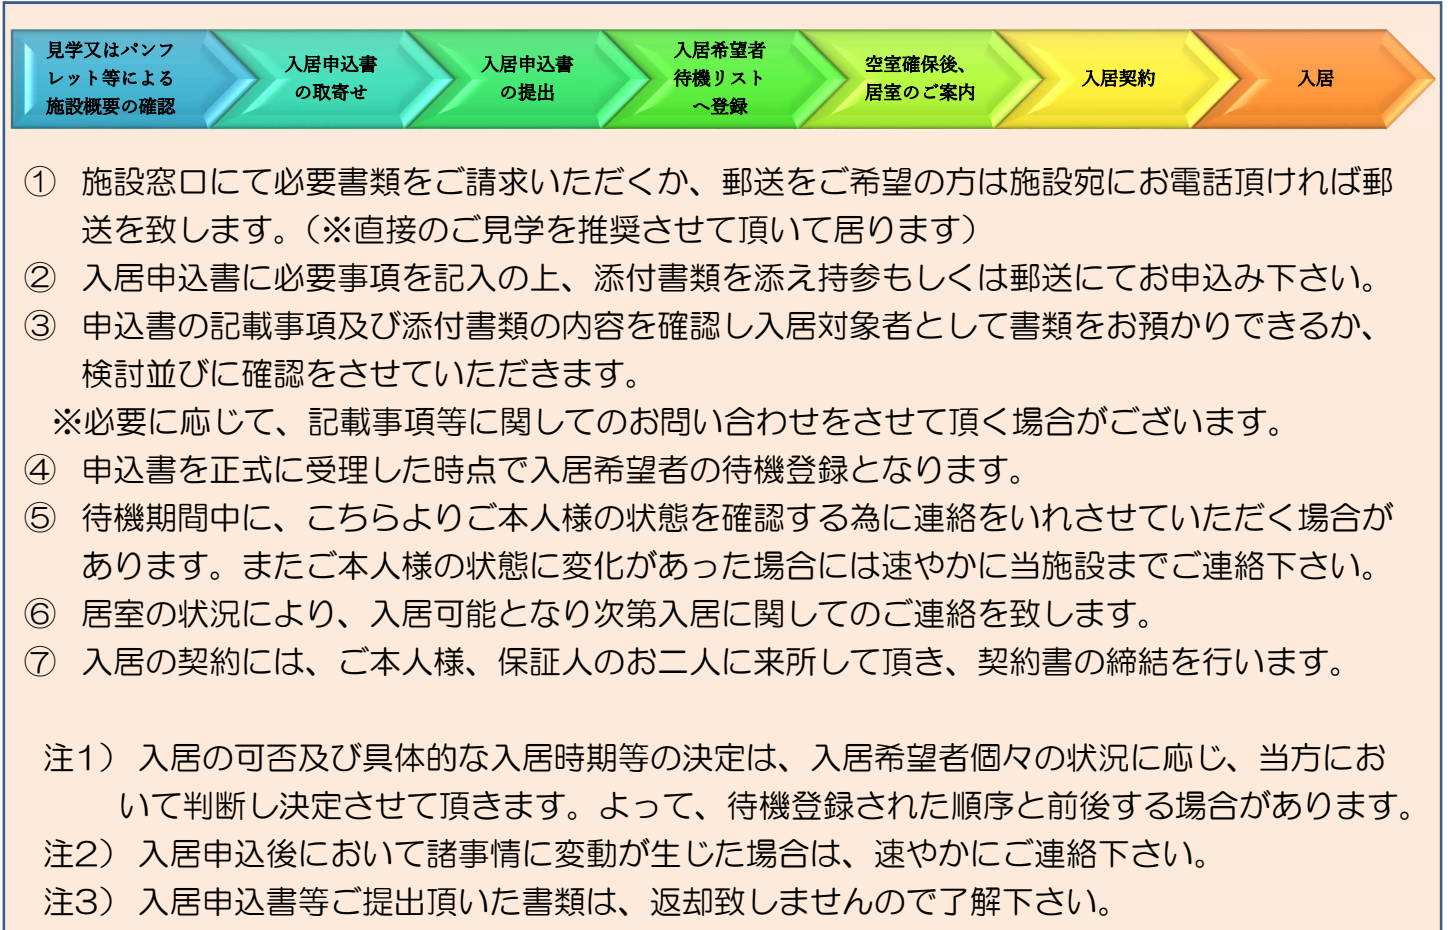 見学又はパンフ
レット等による
施設概要の確認
入居申込書
の取寄せ
入居申込書
の提出
入居希望者
待機リスト
へ登録
空室確保後、
居室のご案内
入居契約
入居
① 施設窓口にて必要書類をご請求いただくか、郵送をご希望の方は施設宛にお電話頂ければ郵
送を致します。（※直接のご見学を推奨させて頂いて居ります）
② 入居申込書に必要事項を記入の上、添付書類を添え持参もしくは郵送にてお申込み下さい。
③ 申込書の記載事項及び添付書類の内容を確認し入居対象者として書類をお預かりできるか、
検討並びに確認をさせていただきます。
※必要に応じて、記載事項等に関してのお問い合わせをさせて頂く場合がございます。
④ 申込書を正式に受理した時点で入居希望者の待機登録となります。
⑤ 待機期間中に、こちらよりご本人様の状態を確認する為に連絡をいれさせていただく場合が
あります。またご本人様の状態に変化があった場合には速やかに当施設までご連絡下さい。
⑥ 居室の状況により、入居可能となり次第入居に関してのご連絡を致します。
⑦ 入居の契約には、ご本人様、保証人のお二人に来所して頂き、契約書の締結を行います。
注1） 入居の可否及び具体的な入居時期等の決定は、入居希望者個々の状況に応じ、当方にお
いて判断し決定させて頂きます。よって、待機登録された順序と前後する場合があります。
注2） 入居申込後において諸事情に変動が生じた場合は、速やかにご連絡下さい。
注3） 入居申込書等ご提出頂いた書類は、返却致しませんので了解下さい。